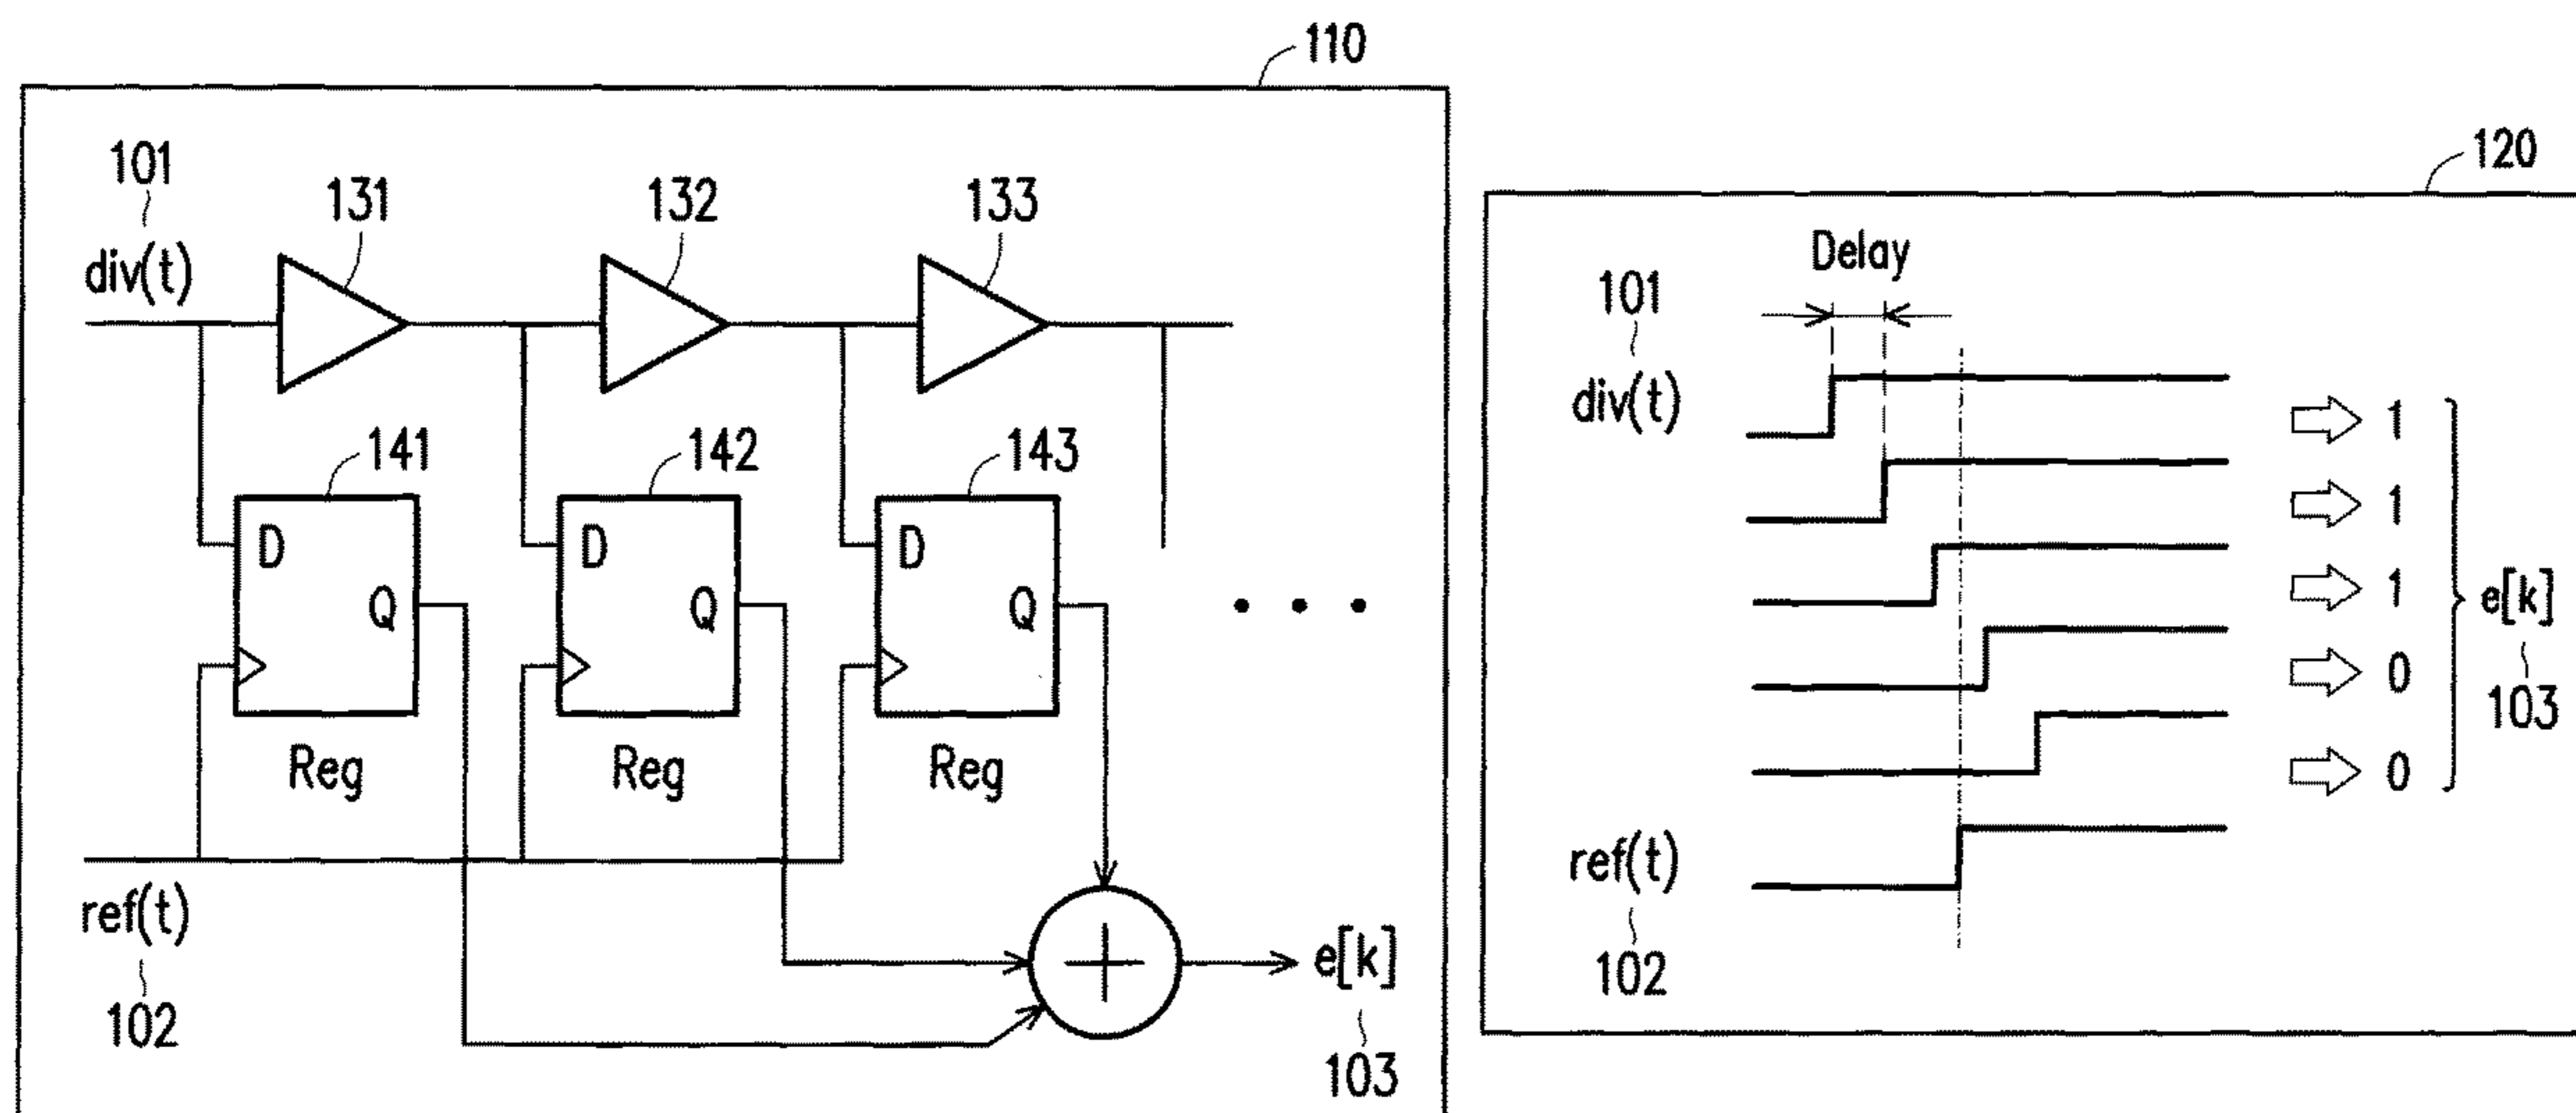 110
101
131
132
133
div(t)
141
142
143
D
D
D
Q
Q
Q
Reg
Reg
Reg
ref(t)
102
e[k]
103
120
Delay
101
div(t)
1
1
1
0
0
e[k]
103
ref(t)
102